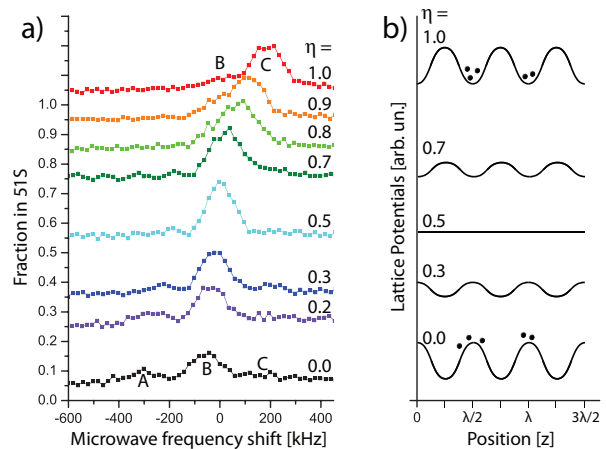 a)
η =
B
C
1.0
0.9
0.8
0.7
0.5
0.3
0.2
0.0
A
B
C
1.0
0.9
0.8
0.7
0.6
0.5
0.4
0.3
0.2
0.1
0.0
Fraction in 51S
-600 -400 -200 0 200 400
Microwave frequency shift [kHz]
b)
η =
1.0
0.7
0.5
0.3
0.0
Lattice Potentials [arb. un.]
0 λ/2 λ 3λ/2
Position [z]